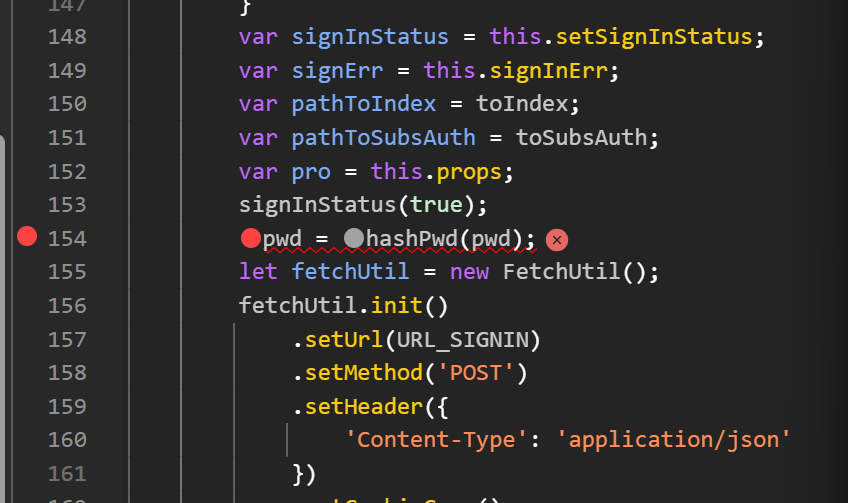 147 }
148 var signInStatus = this.setSignInStatus;
149 var signErr = this.signInErr;
150 var pathToIndex = toIndex;
151 var pathToSubsAuth = toSubsAuth;
152 var pro = this.props;
153 signInStatus(true);
154 pwd = hashPwd(pwd);
155 let fetchUtil = new FetchUtil();
156 fetchUtil.init()
157 .setUrl(URL_SIGNIN)
158 .setMethod('POST')
159 .setHeader({
160 'Content-Type': 'application/json'
161 })